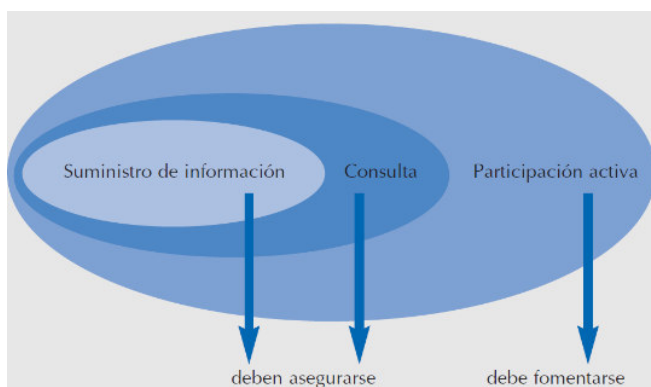 Suministro de información
Consulta
Participación activa
deben asegurarse
debe fomentarse